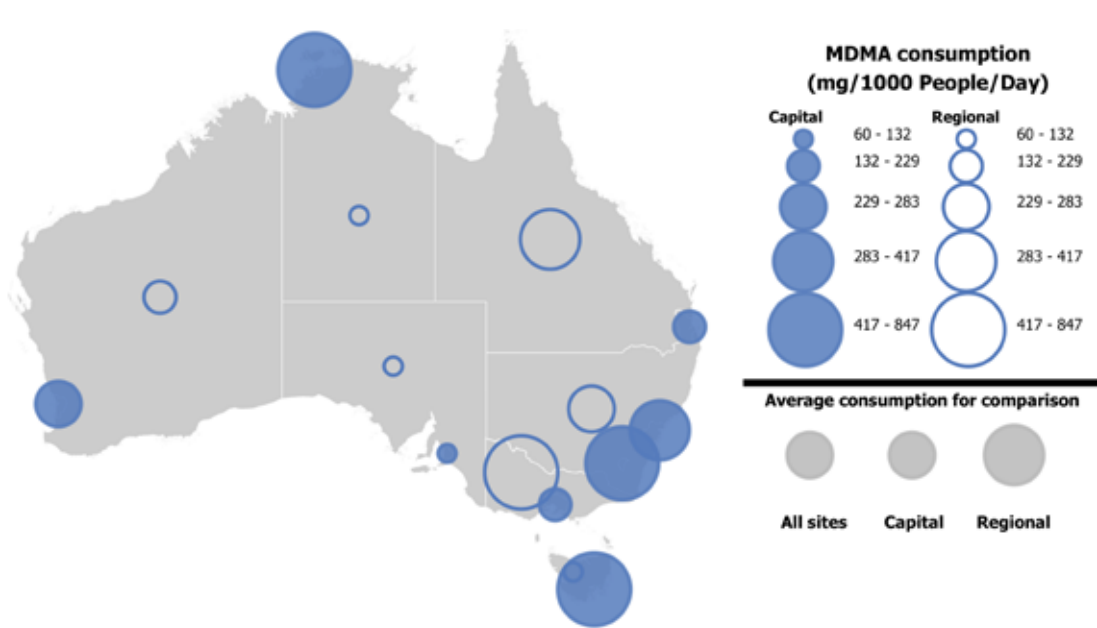 MDMA consumption
(mg/1000 People/Day)
Capital Regional
60 - 132 60 - 132
132 - 229 132 - 229
229 - 283 229 - 283
283 - 417 283 - 417
417 - 847 417 - 847
Average consumption for comparison
All sites Capital Regional